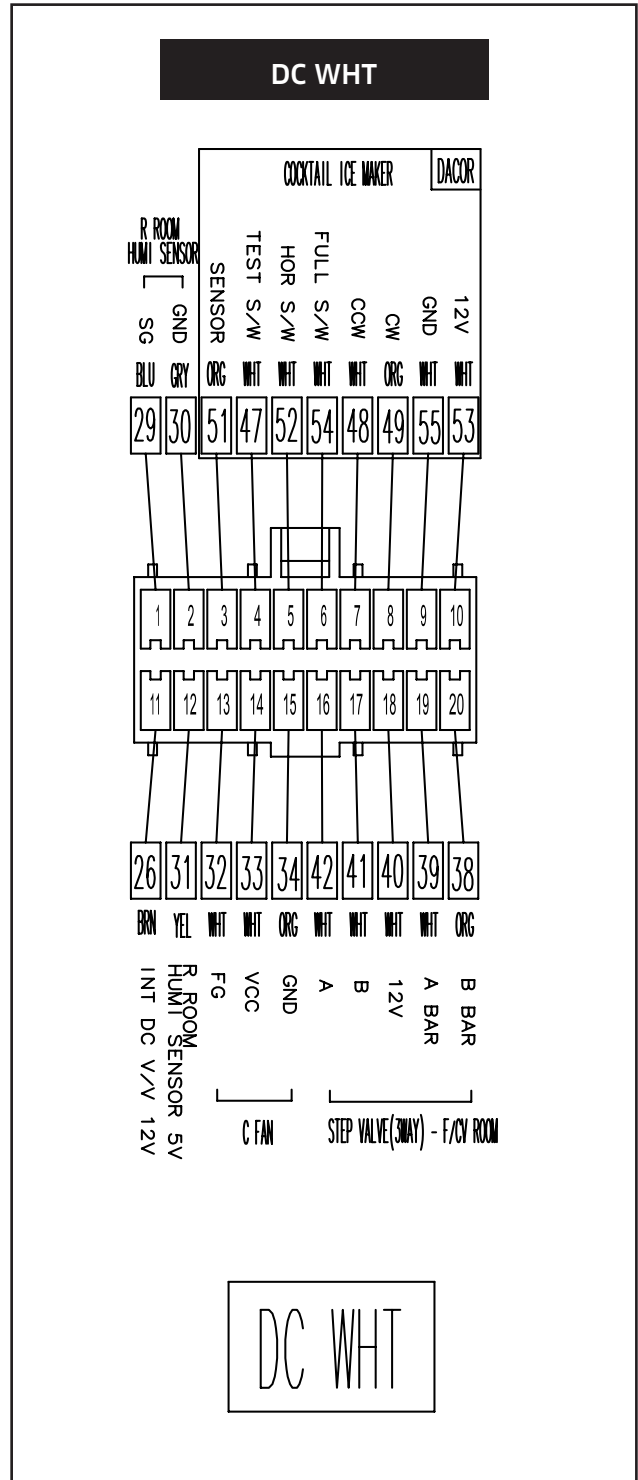 DC WHT
COCKTAIL ICE MAKER
DACOR
R ROOM
HUMI SENSOR
SG GND SENSOR TEST S/W HOR S/W FULL S/W CCW CW GND 12V
BLU GRY ORG WHT WHT WHT WHT ORG WHT WHT
29 30 51 47 52 54 48 49 55 53
1 2 3 4 5 6 7 8 9 10
11 12 13 14 15 16 17 18 19 20
26 31 32 33 34 42 41 40 39 38
BRN YEL WHT WHT ORG WHT WHT WHT WHT ORG
INT DC V/V 12V
R ROOM
HUMI SENSOR 5V
FG VCC GND A B 12V A BAR B BAR
C FAN
STEP VALVE(3WAY) - F/CV ROOM
DC WHT